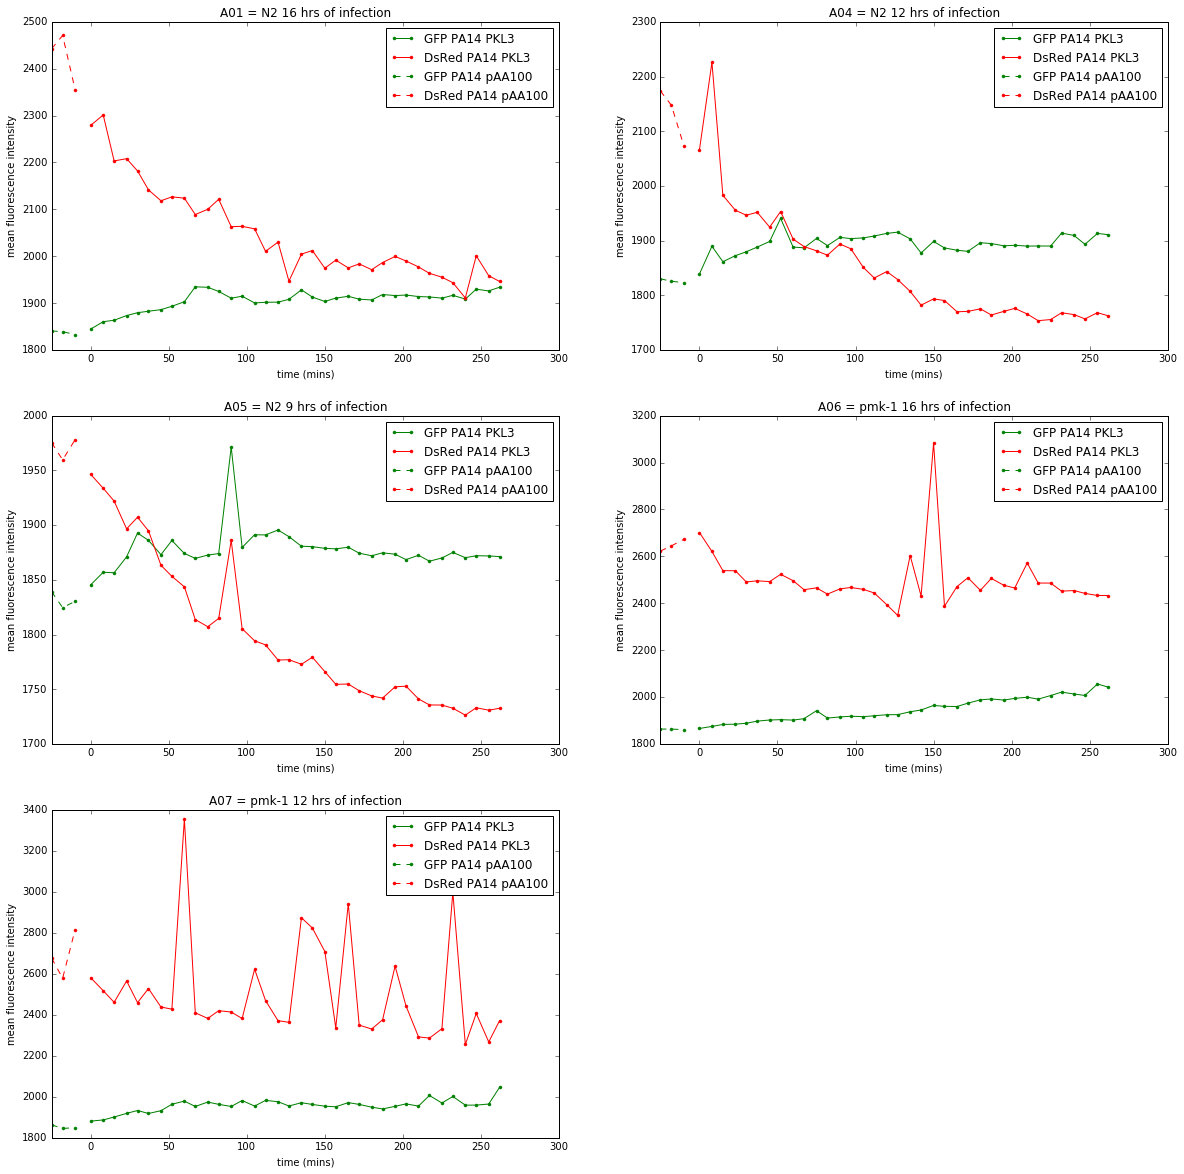 A01 = N2 16 hrs of infection
2500
2400
2300
2200
2100
2000
1900
1800
mean fluorescence intensity
GFP PA14 PKL3
DsRed PA14 PKL3
GFP PA14 pAA100
DsRed PA14 pAA100
0 50 100 150 200 250 300
time (mins)
A04 = N2 12 hrs of infection
2300
2200
2100
2000
1900
1800
1700
mean fluorescence intensity
GFP PA14 PKL3
DsRed PA14 PKL3
GFP PA14 pAA100
DsRed PA14 pAA100
0 50 100 150 200 250 300
time (mins)
A05 = N2 9 hrs of infection
2000
1950
1900
1850
1800
1750
1700
mean fluorescence intensity
GFP PA14 PKL3
DsRed PA14 PKL3
GFP PA14 pAA100
DsRed PA14 pAA100
0 50 100 150 200 250 300
time (mins)
A06 = pmk-1 16 hrs of infection
3200
3000
2800
2600
2400
2200
2000
1800
mean fluorescence intensity
GFP PA14 PKL3
DsRed PA14 PKL3
GFP PA14 pAA100
DsRed PA14 pAA100
0 50 100 150 200 250 300
time (mins)
A07 = pmk-1 12 hrs of infection
3400
3200
3000
2800
2600
2400
2200
2000
1800
mean fluorescence intensity
GFP PA14 PKL3
DsRed PA14 PKL3
GFP PA14 pAA100
DsRed PA14 pAA100
0 50 100 150 200 250 300
time (mins)